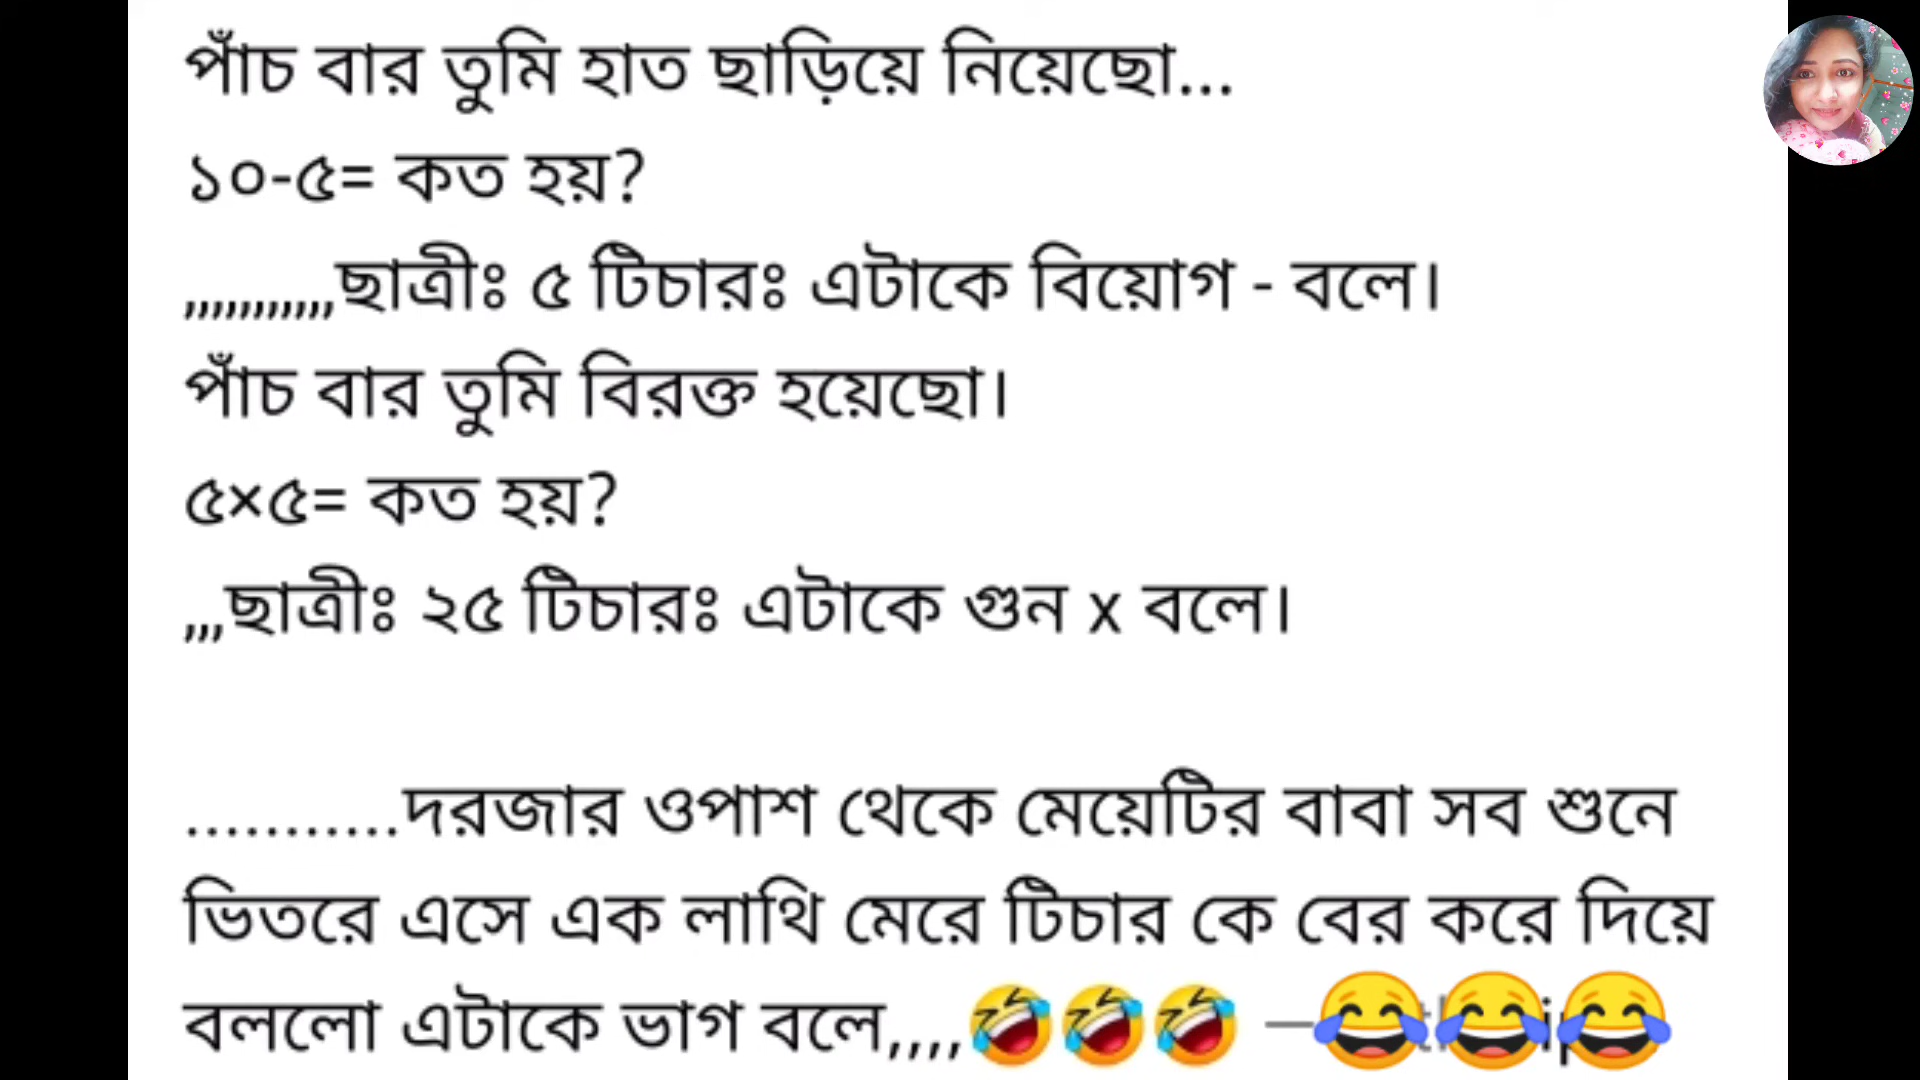 পাঁচ বার তুমি হাত ছাড়িয়ে নিয়েছো...
১০-৫= কত হয়?
,,,,,,,,,,,ছাত্রীঃ ৫ টিচারঃ এটাকে বিয়োগ - বলে।
পাঁচ বার তুমি বিরক্ত হয়েছো।
৫×৫= কত হয়?
,,,ছাত্রীঃ ২৫ টিচারঃ এটাকে গুন x বলে।
...........দরজার ওপাশ থেকে মেয়েটির বাবা সব শুনে
ভিতরে এসে এক লাথি মেরে টিচার কে বের করে দিয়ে
বললো এটাকে ভাগ বলে,,,,🤣🤣🤣 —😂😂😂